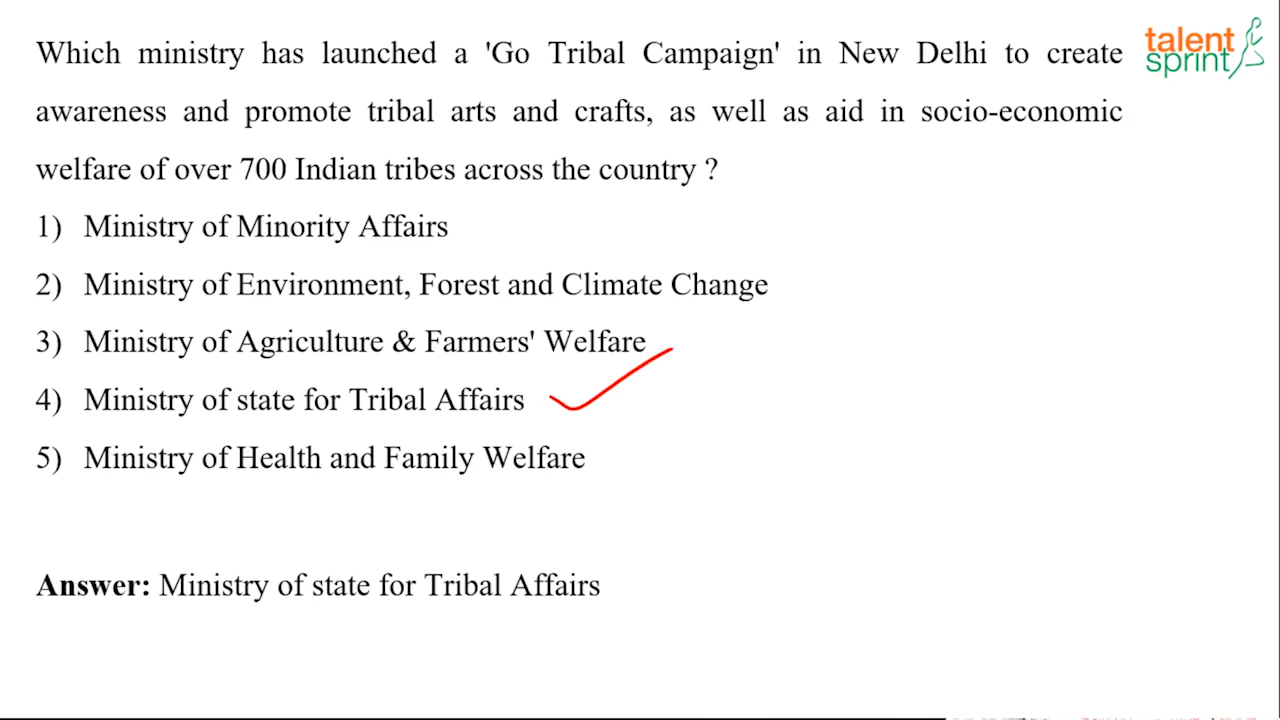 Which ministry has launched a 'Go Tribal Campaign' in New Delhi to create
awareness and promote tribal arts and crafts, as well as aid in socio-economic
welfare of over 700 Indian tribes across the country ?
1) Ministry of Minority Affairs
2) Ministry of Environment, Forest and Climate Change
3) Ministry of Agriculture & Farmers' Welfare
4) Ministry of state for Tribal Affairs
5) Ministry of Health and Family Welfare
Answer: Ministry of state for Tribal Affairs
talent
sprint